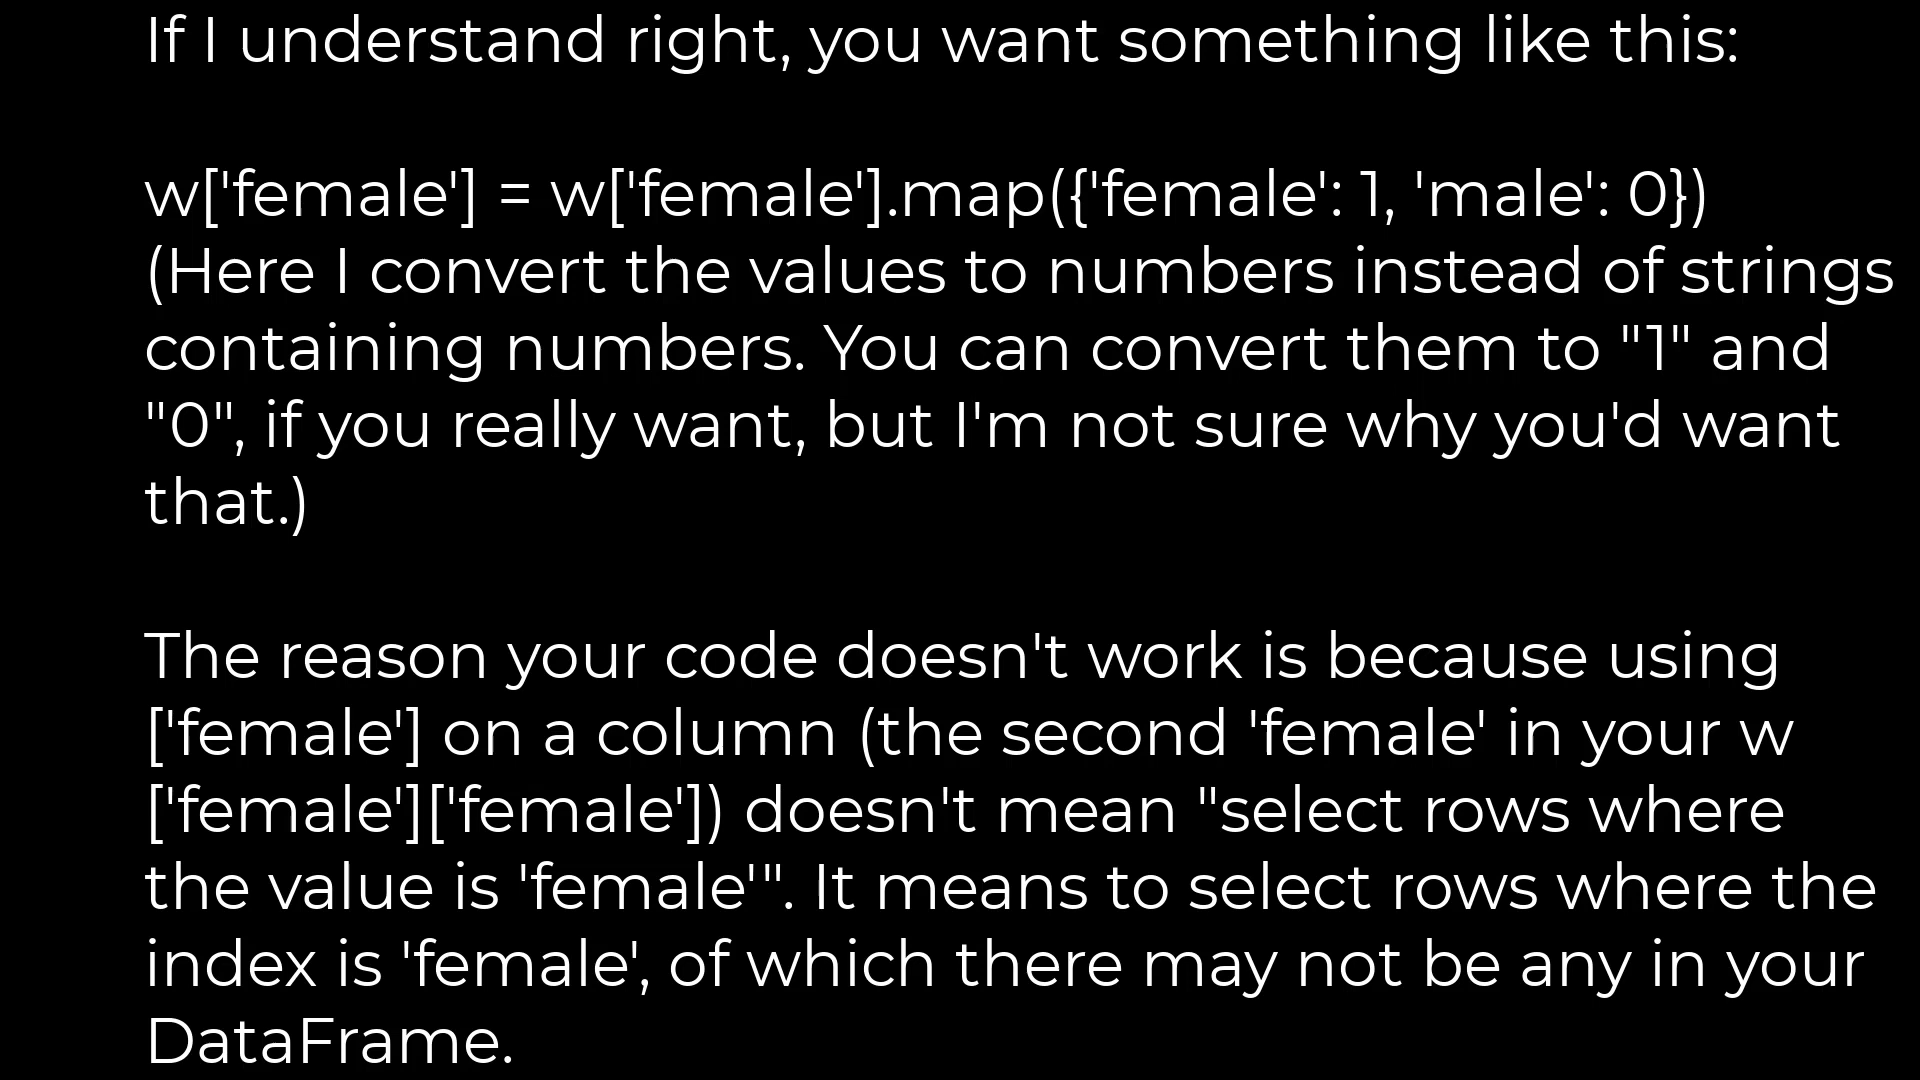 If I understand right, you want something like this:
w['female'] = w['female'].map({'female': 1, 'male': 0})
(Here I convert the values to numbers instead of strings
containing numbers. You can convert them to "1" and
"0", if you really want, but I'm not sure why you'd want
that.)
The reason your code doesn't work is because using
['female'] on a column (the second 'female' in your w
['female']['female']) doesn't mean "select rows where
the value is 'female'". It means to select rows where the
index is 'female', of which there may not be any in your
DataFrame.